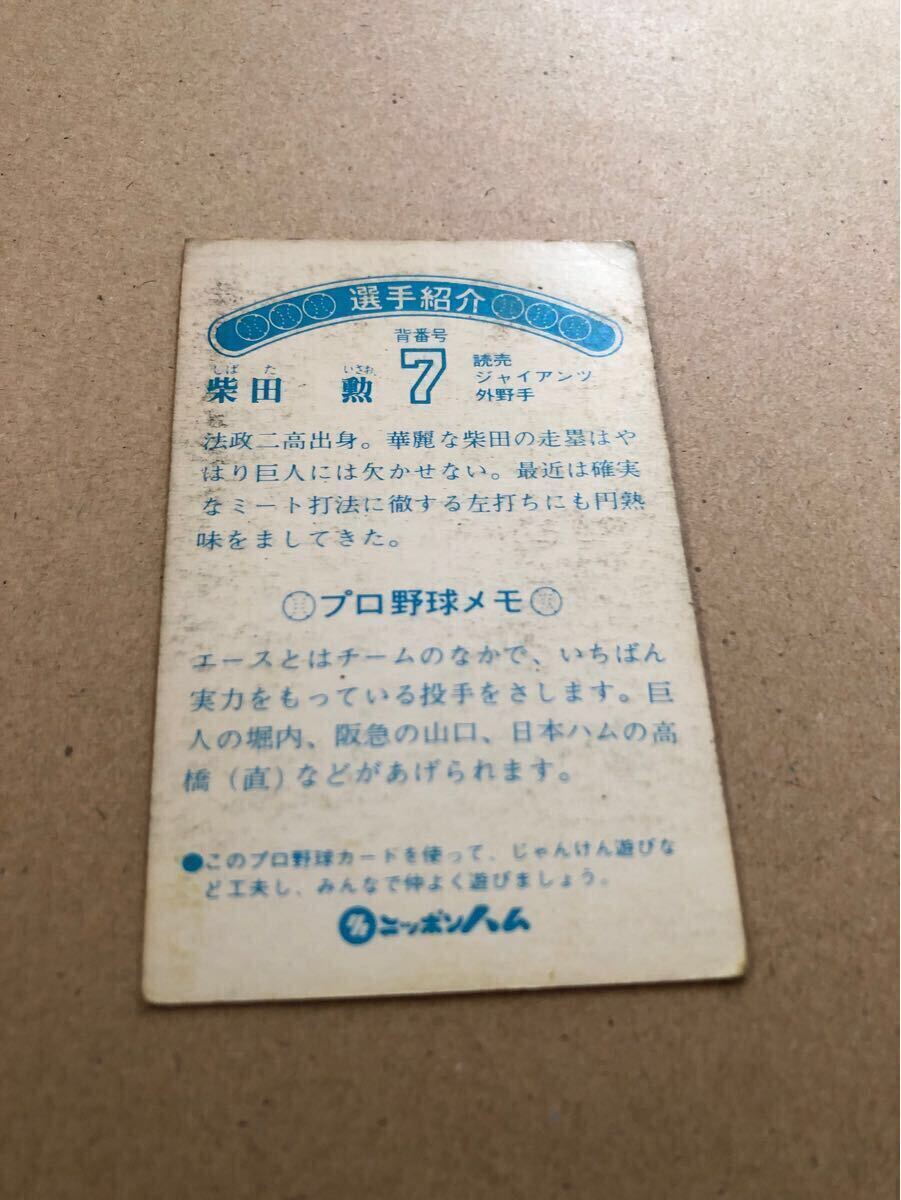 選手紹介
背番号
7
しばた いさお
柴田 勲
読売
ジャイアンツ
外野手
法政二高出身。華麗な柴田の走塁はや
はり巨人には欠かせない。最近は確実
なミート打法に徹する左打ちにも円熟
味をましてきた。
プロ野球メモ
エースとはチームのなかで、いちばん
実力をもっている投手をさします。巨
人の堀内、阪急の山口、日本ハムの高
橋(直)などがあげられます。
●このプロ野球カードを使って、じゃんけん遊びな
ど工夫し、みんなで仲よく遊びましょう。
ニッポンハム